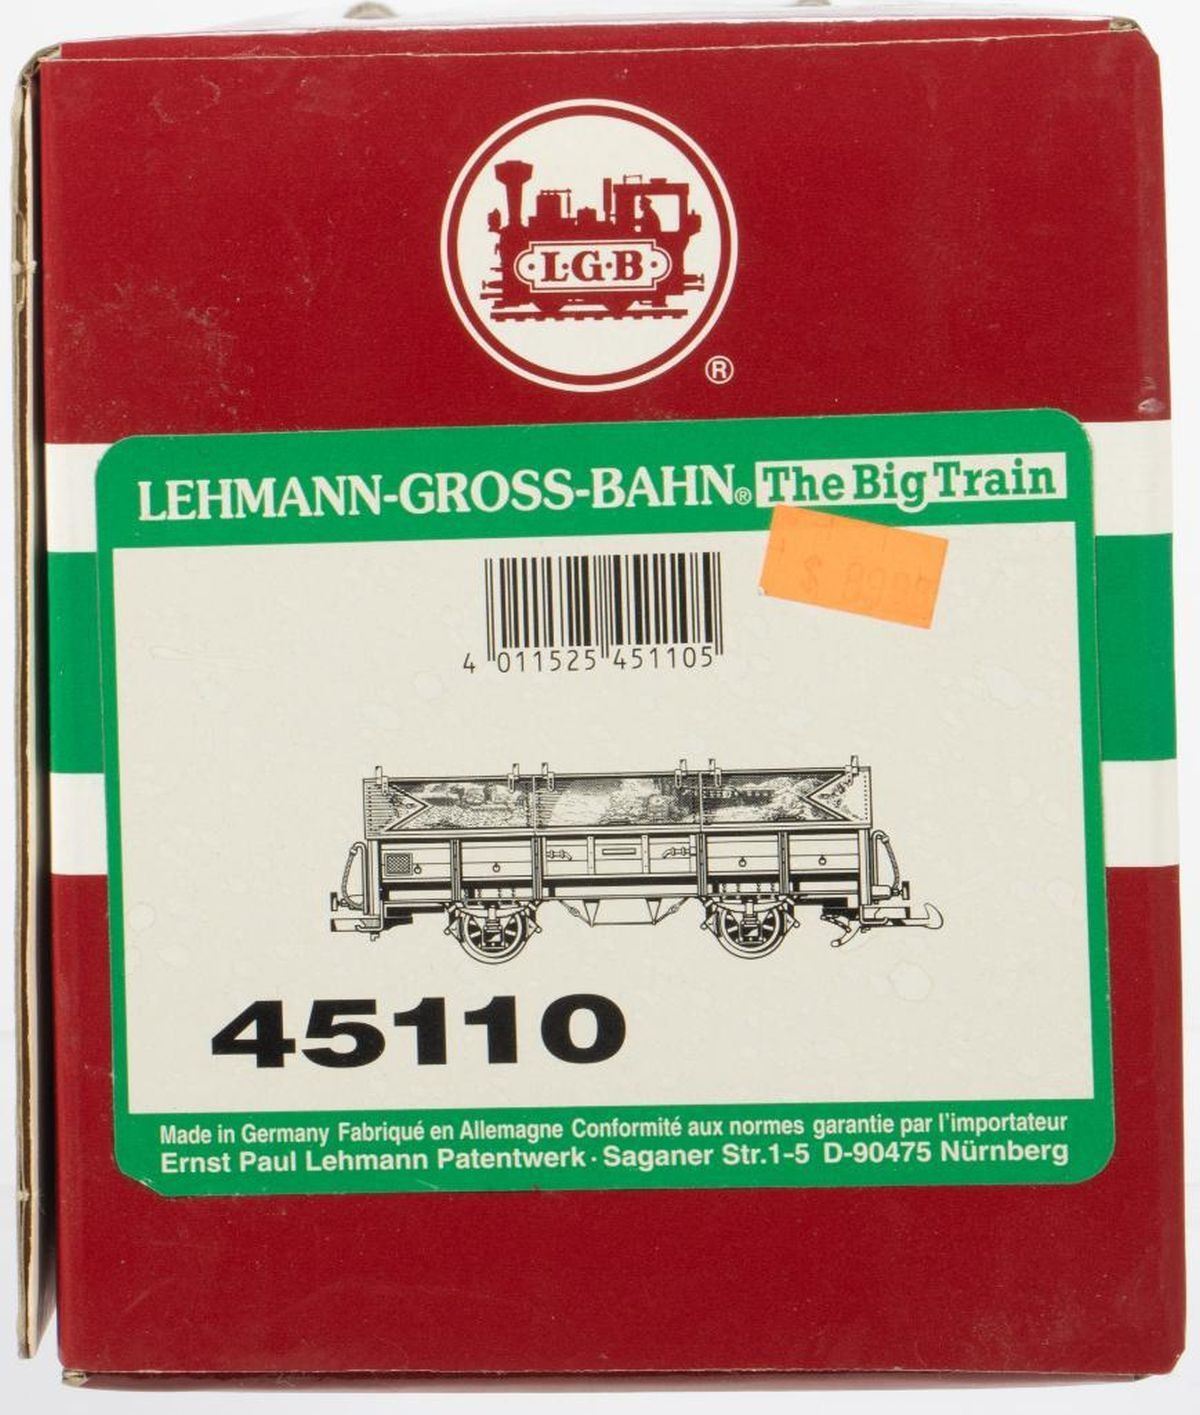 L·G·B
®
LEHMANN-GROSS-BAHN® The Big Train
4 011525 451105
45110
Made in Germany Fabriqué en Allemagne Conformité aux normes garantie par l'importateur
Ernst Paul Lehmann Patentwerk · Saganer Str.1-5 D-90475 Nürnberg